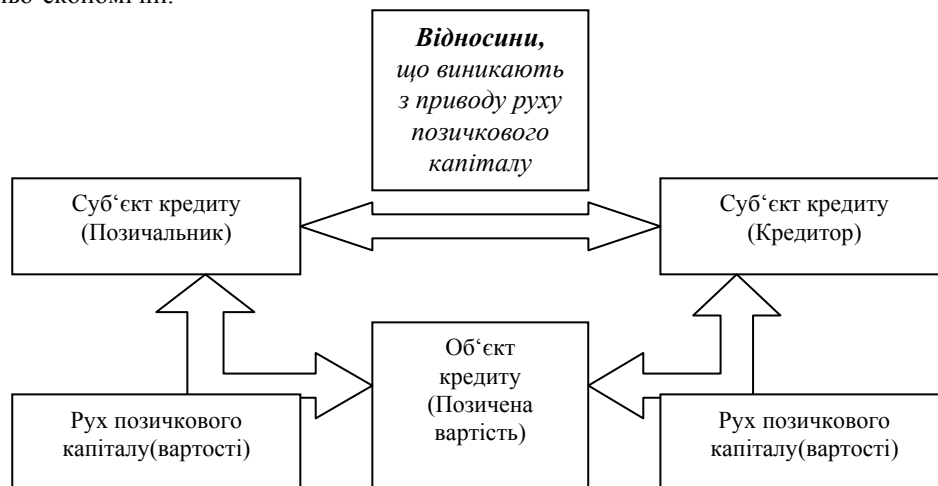 Відносини,
що виникають
з приводу руху
позичкового
капіталу
Суб‘єкт кредиту
(Позичальник)
Суб‘єкт кредиту
(Кредитор)
Об‘єкт
кредиту
(Позичена
вартість)
Рух позичкового
капіталу(вартості)
Рух позичкового
капіталу(вартості)